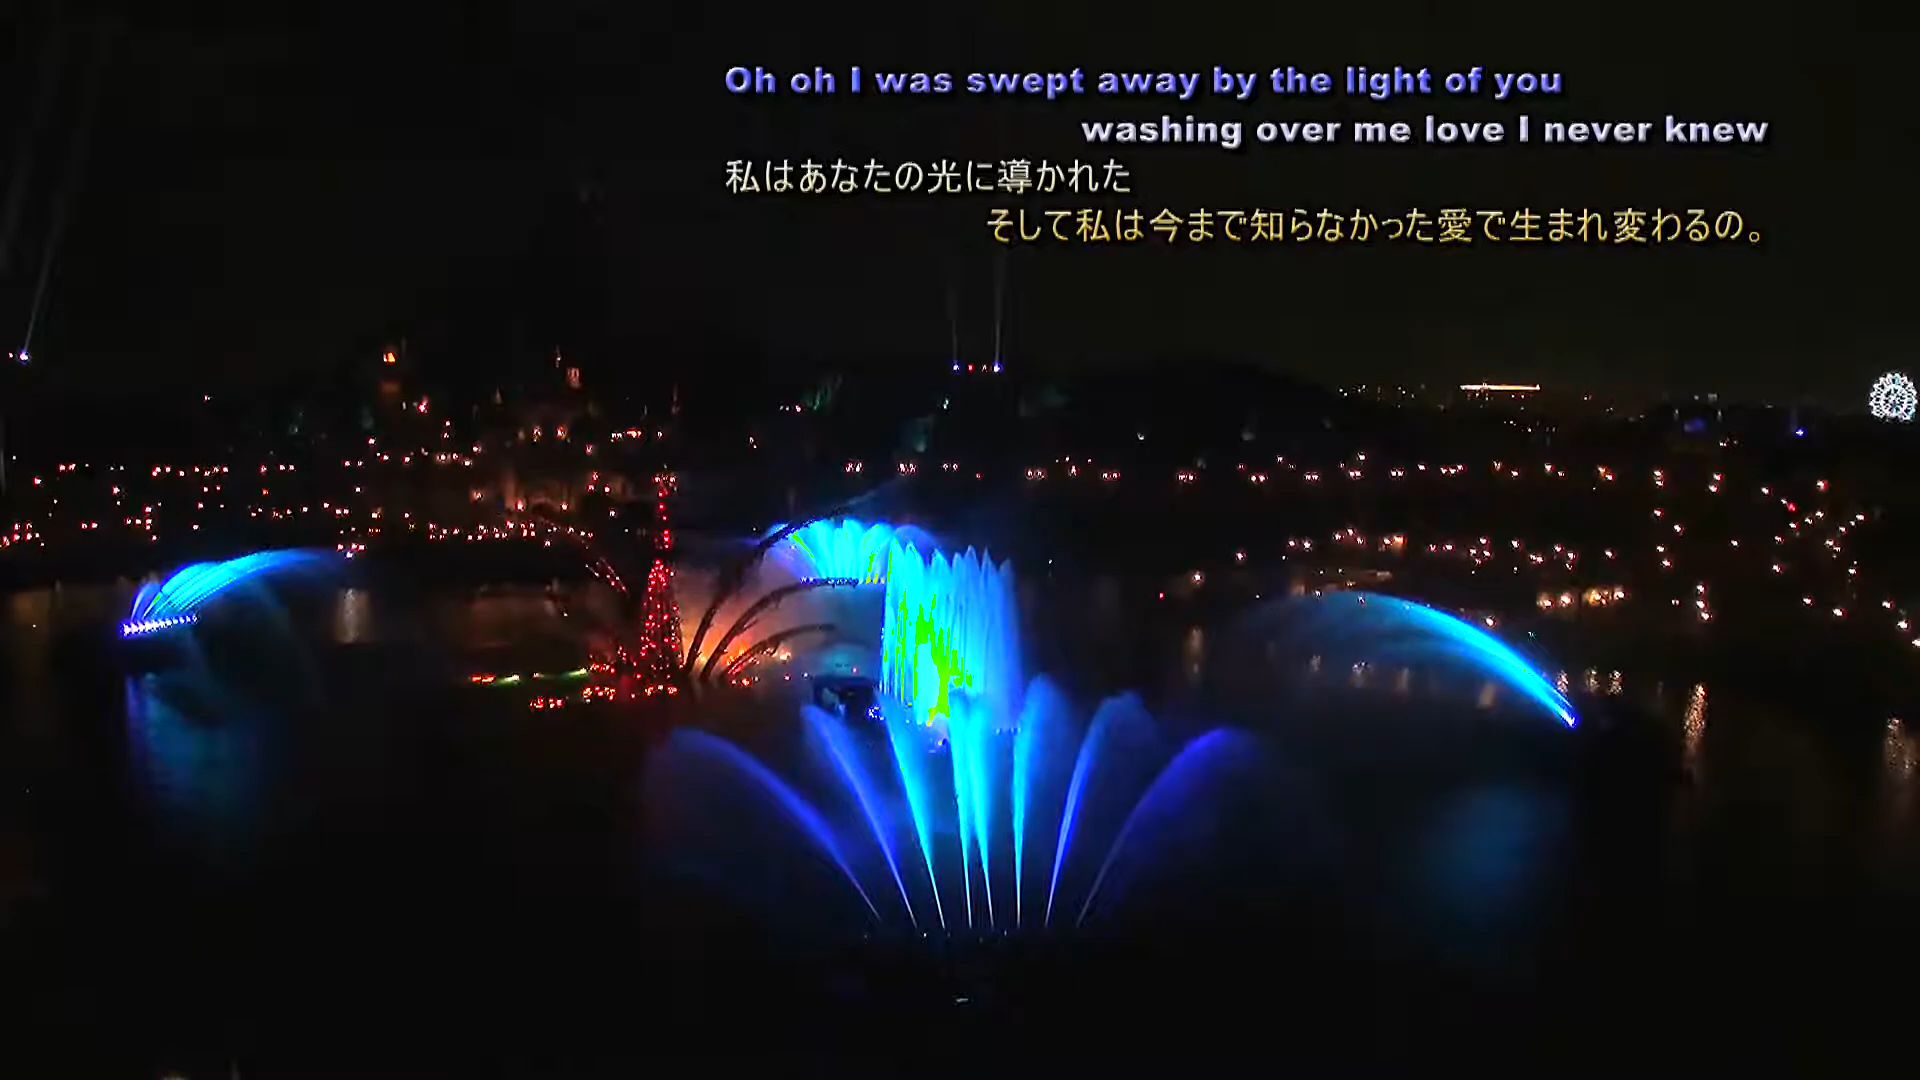 Oh oh I was swept away by the light of you
washing over me love I never knew
私はあなたの光に導かれた
そして私は今まで知らなかった愛で生まれ変わるの。